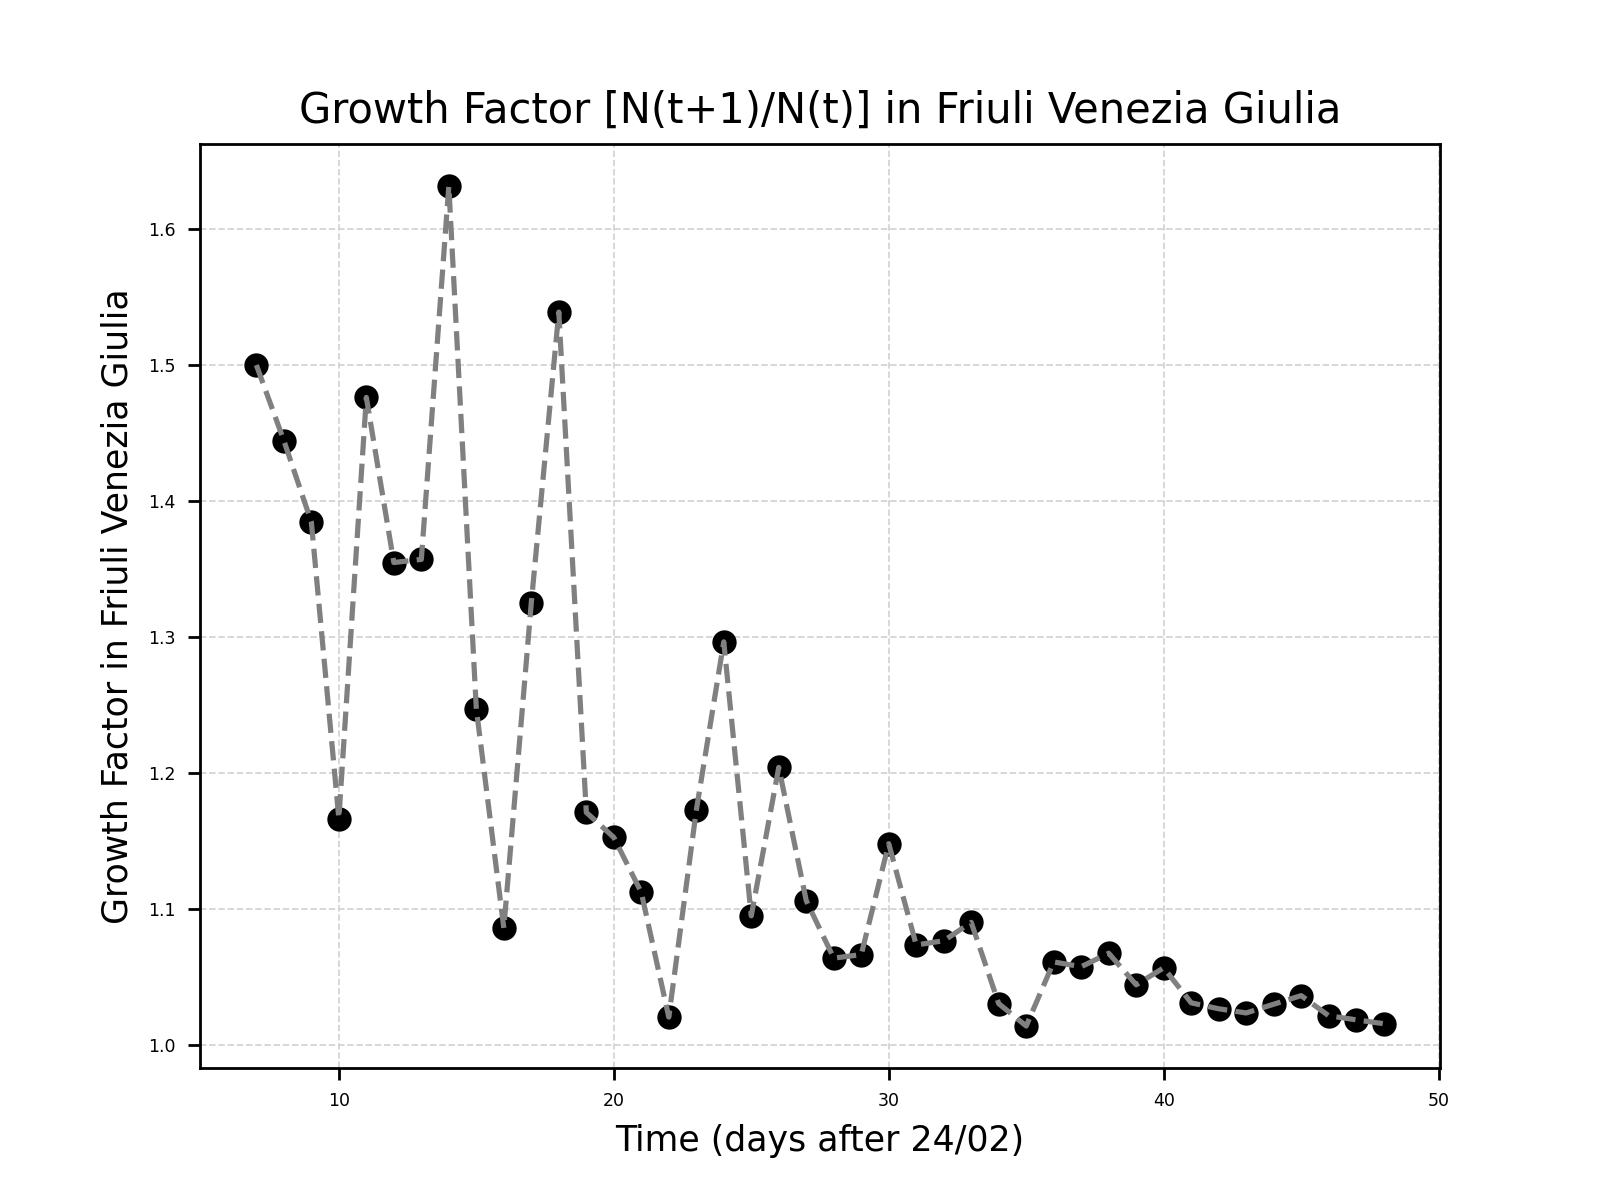 Growth Factor [N(t+1)/N(t)] in Friuli Venezia Giulia
Growth Factor in Friuli Venezia Giulia
1.6
1.5
1.4
1.3
1.2
1.1
1.0
10 20 30 40 50
Time (days after 24/02)